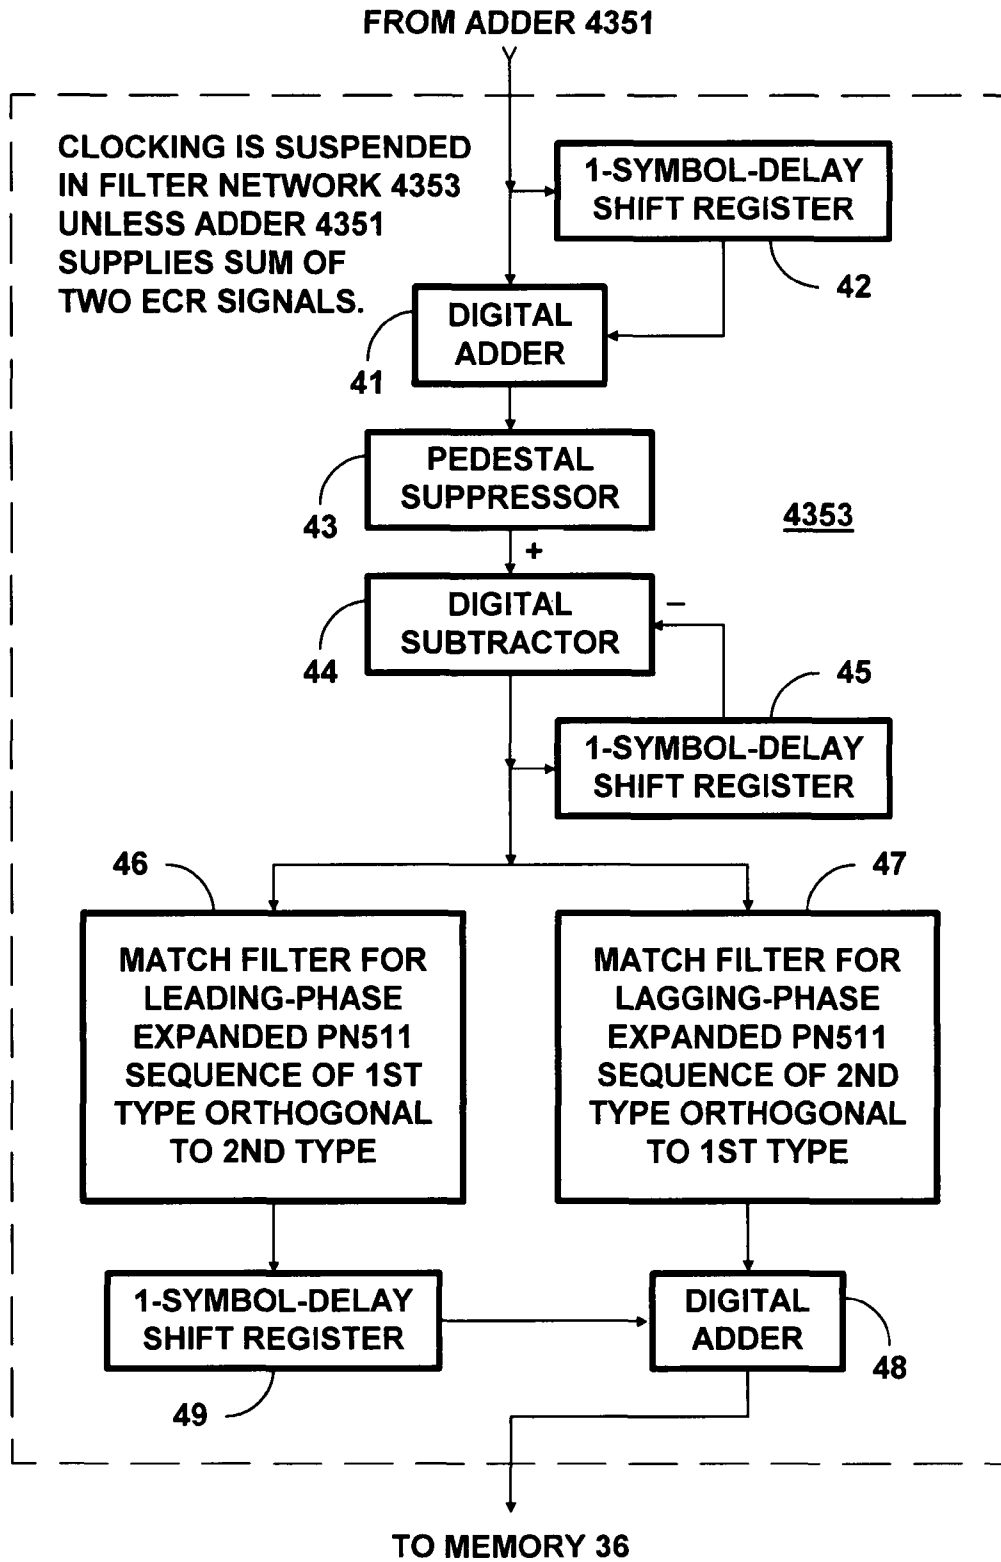 FROM ADDER 4351
CLOCKING IS SUSPENDED
IN FILTER NETWORK 4353
UNLESS ADDER 4351
SUPPLIES SUM OF
TWO ECR SIGNALS.
1-SYMBOL-DELAY
SHIFT REGISTER
42
DIGITAL
ADDER
41
PEDESTAL
SUPPRESSOR
43
4353
+
DIGITAL
SUBTRACTOR
−
44
45
1-SYMBOL-DELAY
SHIFT REGISTER
46
47
MATCH FILTER FOR
LEADING-PHASE
EXPANDED PN511
SEQUENCE OF 1ST
TYPE ORTHOGONAL
TO 2ND TYPE
MATCH FILTER FOR
LAGGING-PHASE
EXPANDED PN511
SEQUENCE OF 2ND
TYPE ORTHOGONAL
TO 1ST TYPE
1-SYMBOL-DELAY
SHIFT REGISTER
49
DIGITAL
ADDER
48
TO MEMORY 36